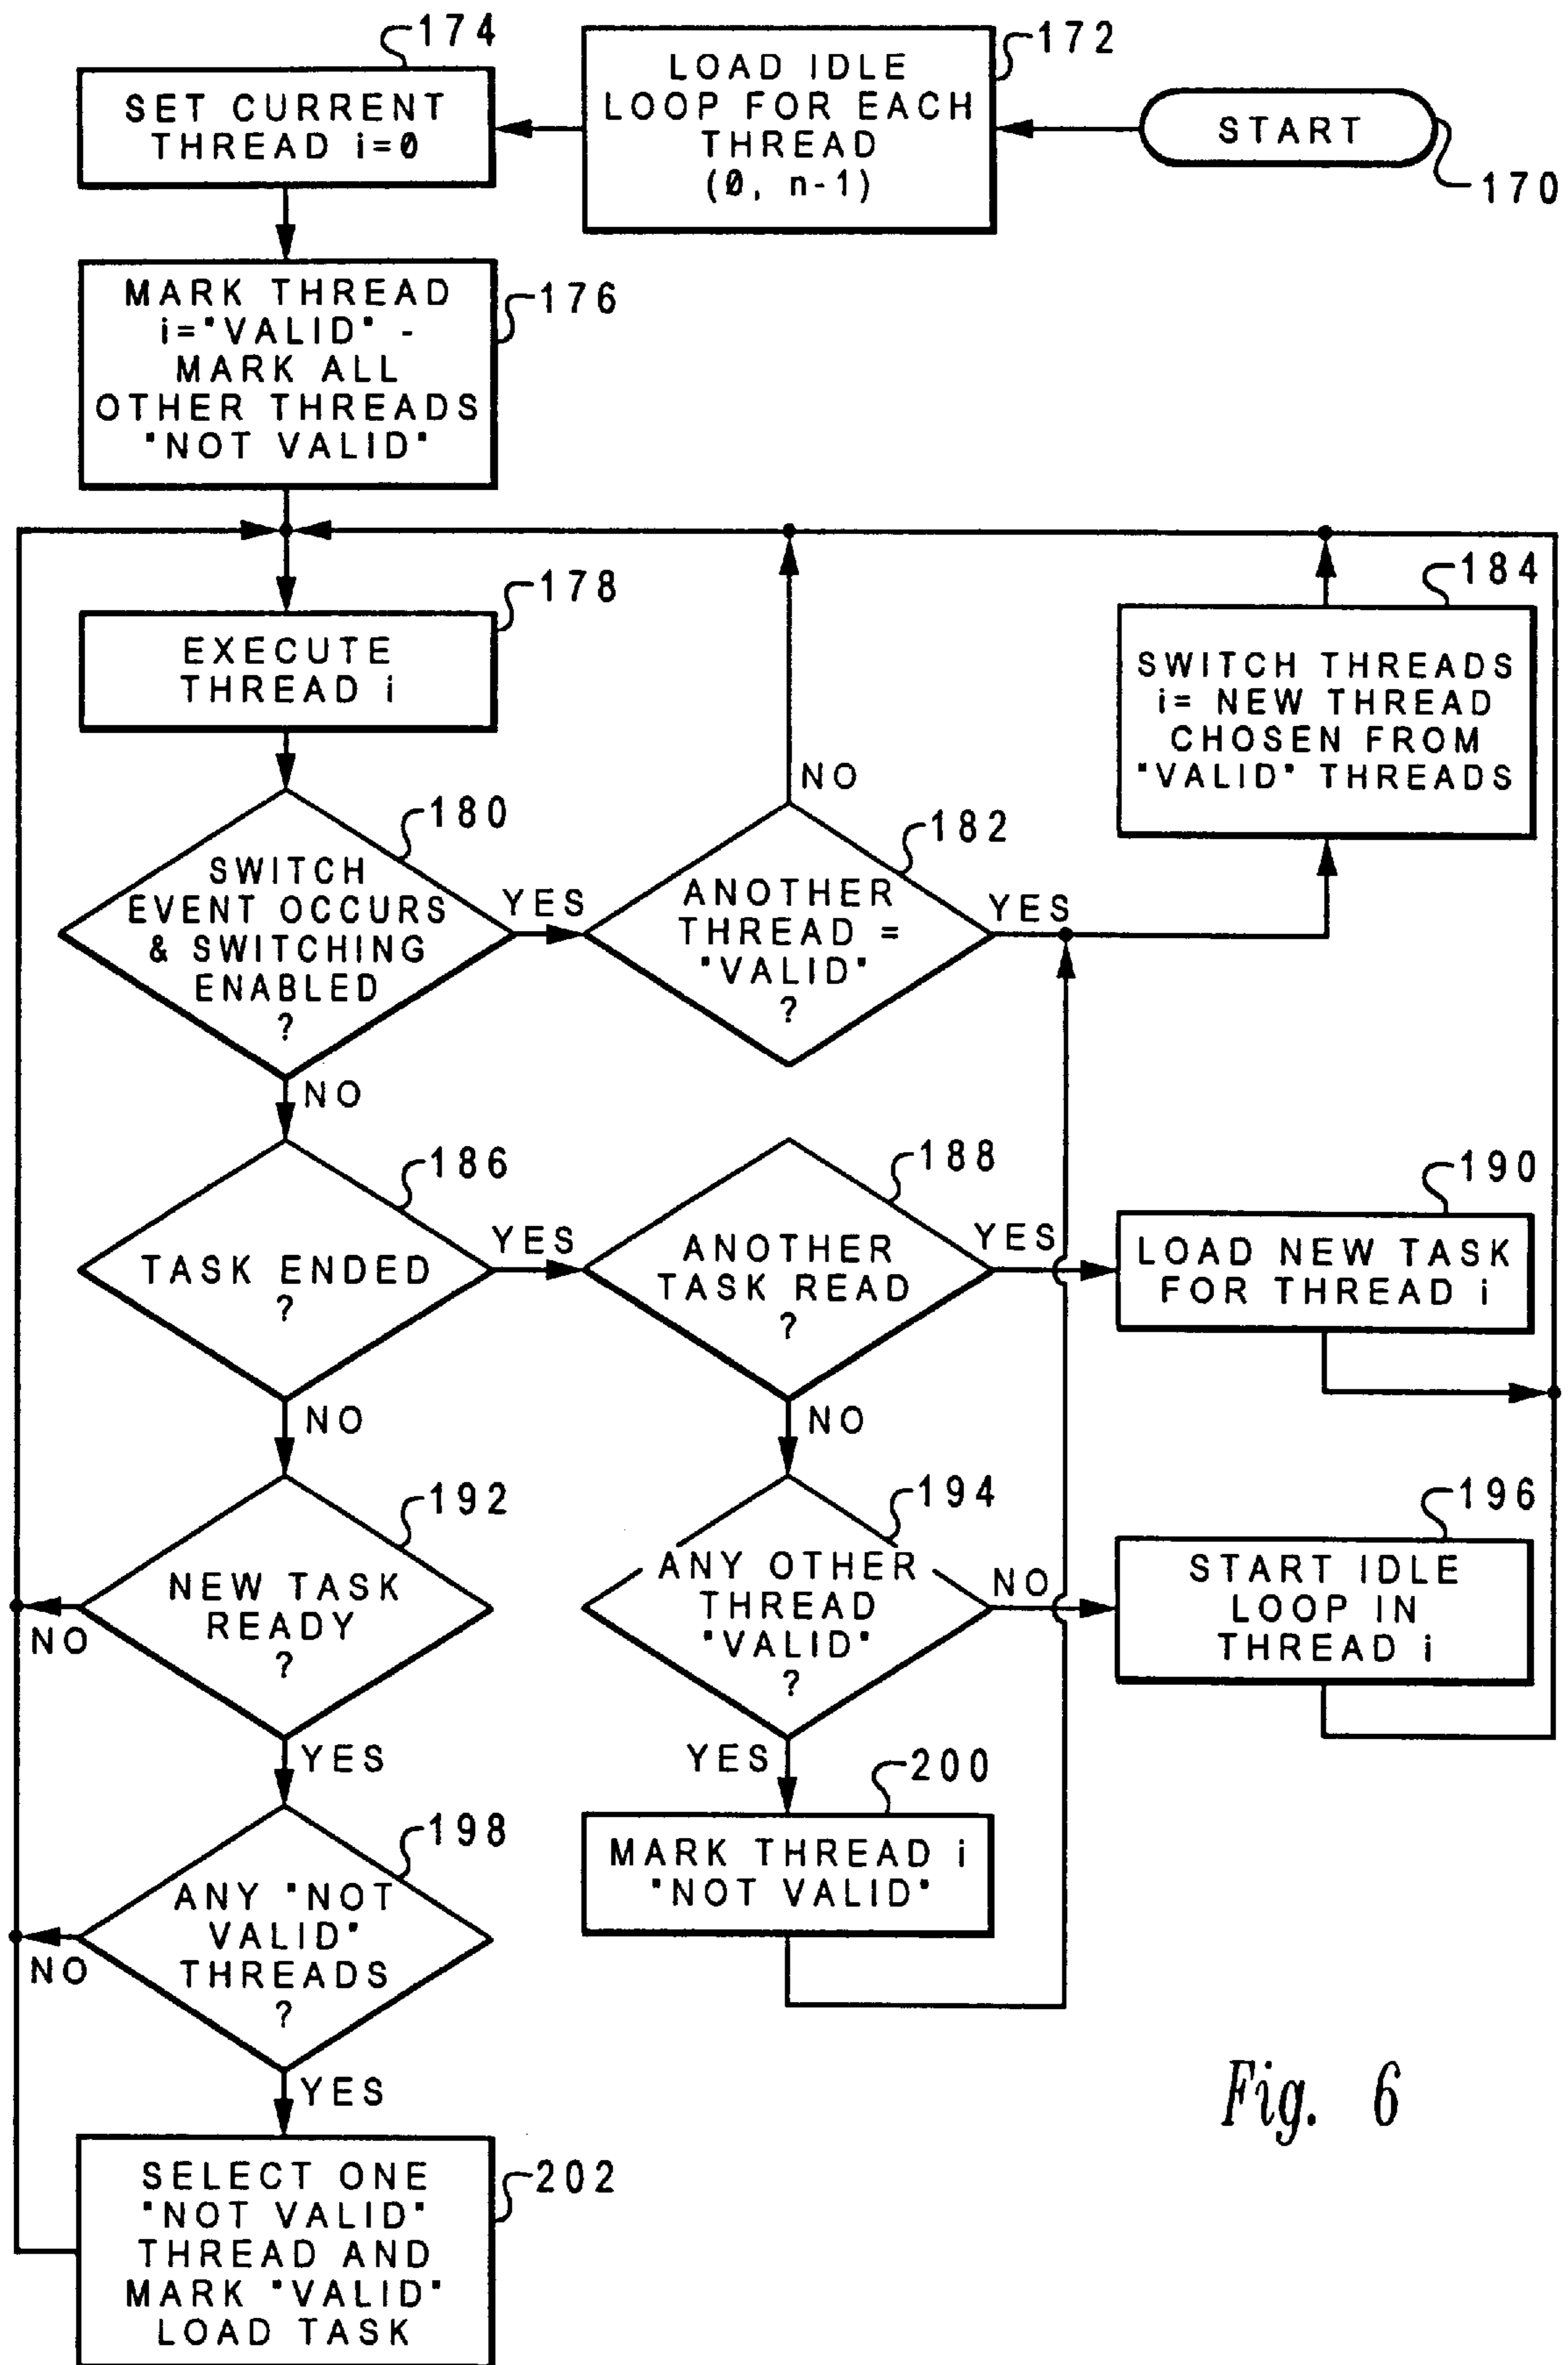 174
SET CURRENT
THREAD i=0
172
LOAD IDLE
LOOP FOR EACH
THREAD
(0, n-1)
START
170
MARK THREAD
i="VALID" -
MARK ALL
OTHER THREADS
"NOT VALID"
176
178
EXECUTE
THREAD i
184
SWITCH THREADS
i= NEW THREAD
CHOSEN FROM
"VALID" THREADS
180
SWITCH
EVENT OCCURS
& SWITCHING
ENABLED
?
YES
NO
182
ANOTHER
THREAD =
"VALID"
?
NO
YES
186
TASK ENDED
?
YES
NO
188
ANOTHER
TASK READ
?
YES
NO
190
LOAD NEW TASK
FOR THREAD i
192
NEW TASK
READY
?
NO
YES
194
ANY OTHER
THREAD
"VALID"
?
NO
YES
196
START IDLE
LOOP IN
THREAD i
198
ANY "NOT
VALID"
THREADS
?
NO
YES
200
MARK THREAD i
"NOT VALID"
202
SELECT ONE
"NOT VALID"
THREAD AND
MARK "VALID"
LOAD TASK
Fig. 6